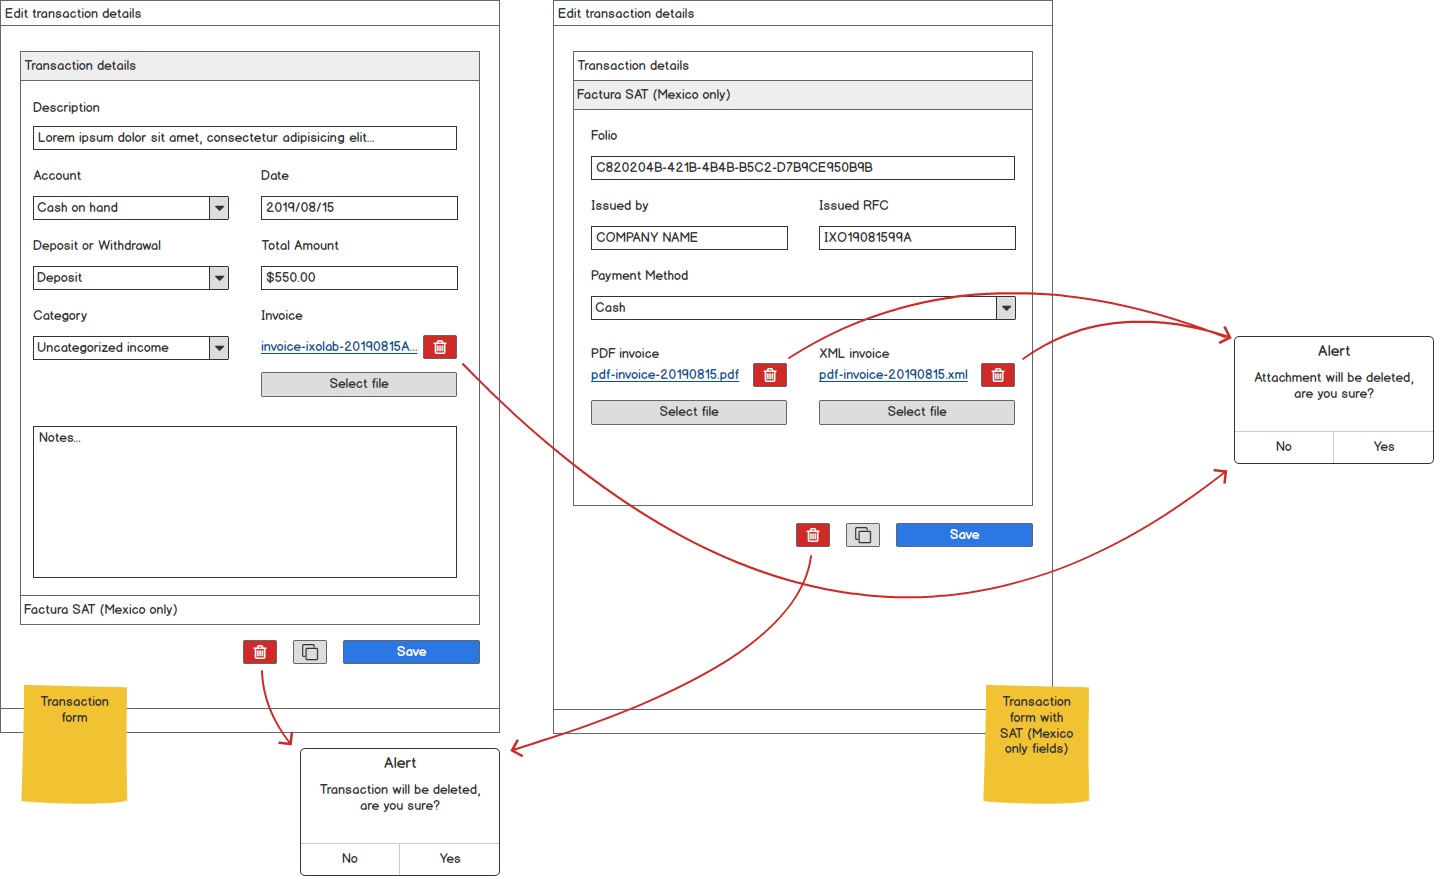 Edit transaction details
Transaction details
Description
Lorem ipsum dolor sit amet, consectetur adipisicing elit...
Account
Date
Cash on hand
2019/08/15
Deposit or Withdrawal
Total Amount
Deposit
$550.00
Category
Invoice
Uncategorized income
invoice-ixolab-20190815A...
Select file
Notes...
Factura SAT (Mexico only)
Save
Transaction
form
Alert
Transaction will be deleted,
are you sure?
No
Yes
Edit transaction details
Transaction details
Factura SAT (Mexico only)
Folio
C820204B-421B-4B4B-B5C2-D7B9CE950B9B
Issued by
Issued RFC
COMPANY NAME
IXO19081599A
Payment Method
Cash
PDF invoice
XML invoice
pdf-invoice-20190815.pdf
pdf-invoice-20190815.xml
Select file
Select file
Save
Transaction
form with
SAT (Mexico
only fields)
Alert
Attachment will be deleted,
are you sure?
No
Yes